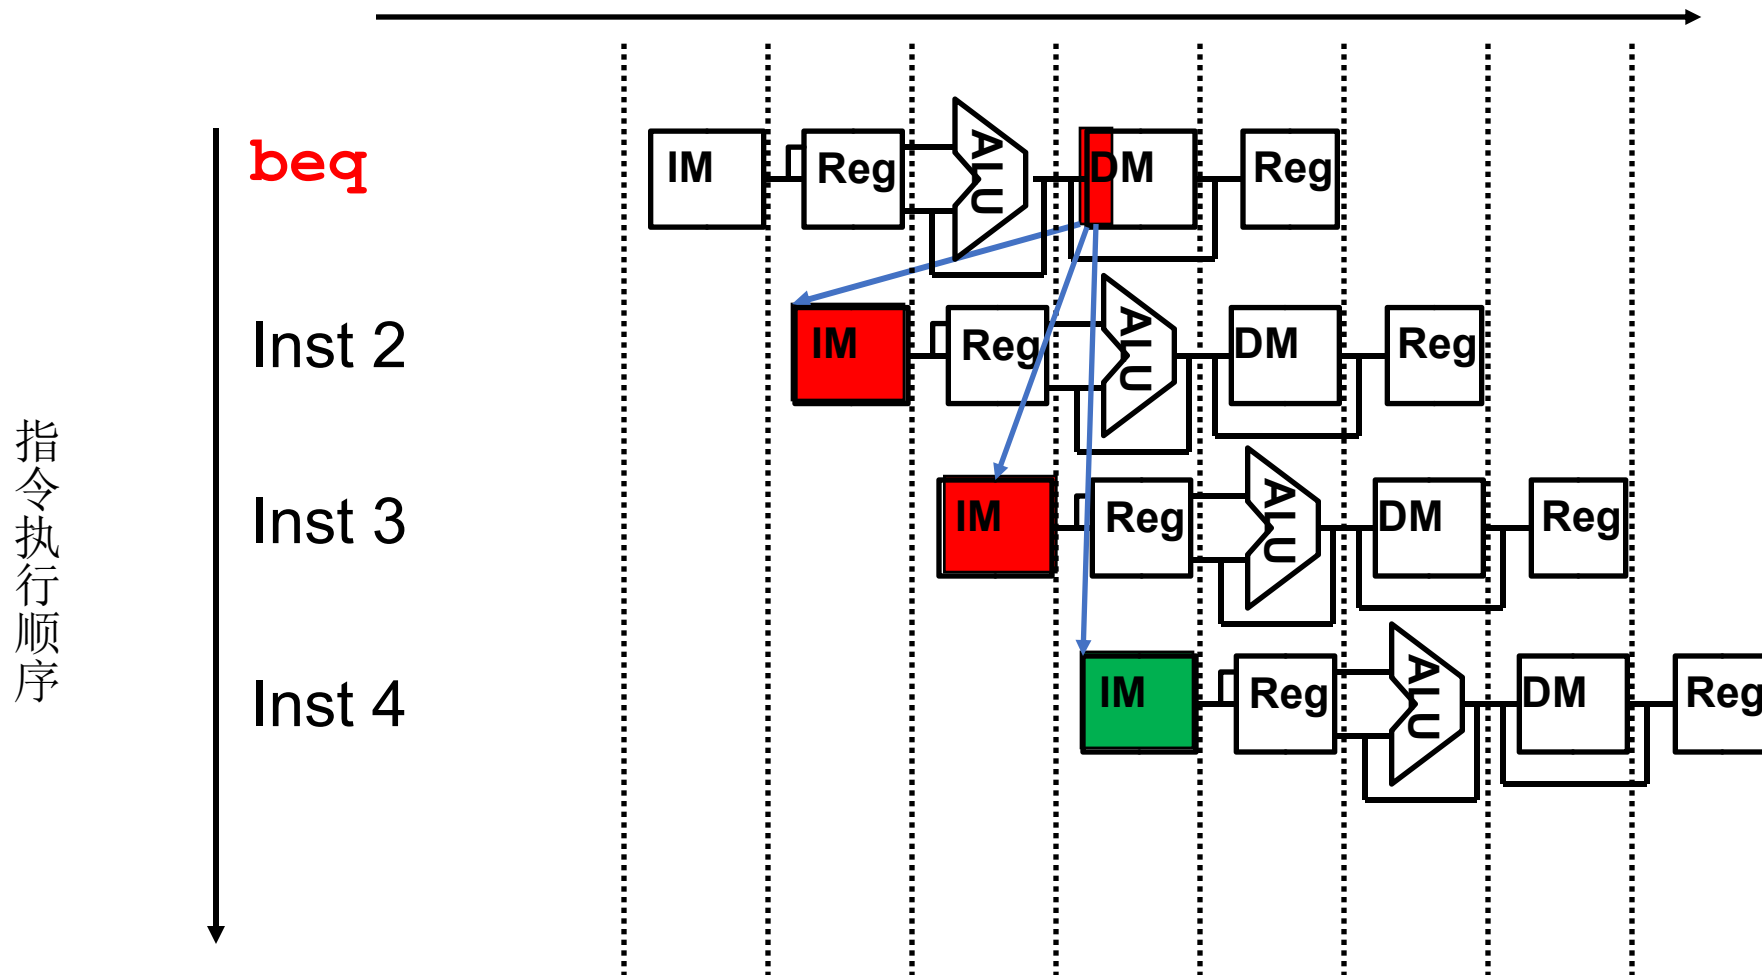 beq
IM Reg ALU DM Reg
Inst 2
IM Reg ALU DM Reg
Inst 3
IM Reg ALU DM Reg
Inst 4
IM Reg ALU DM Reg
指令执行顺序